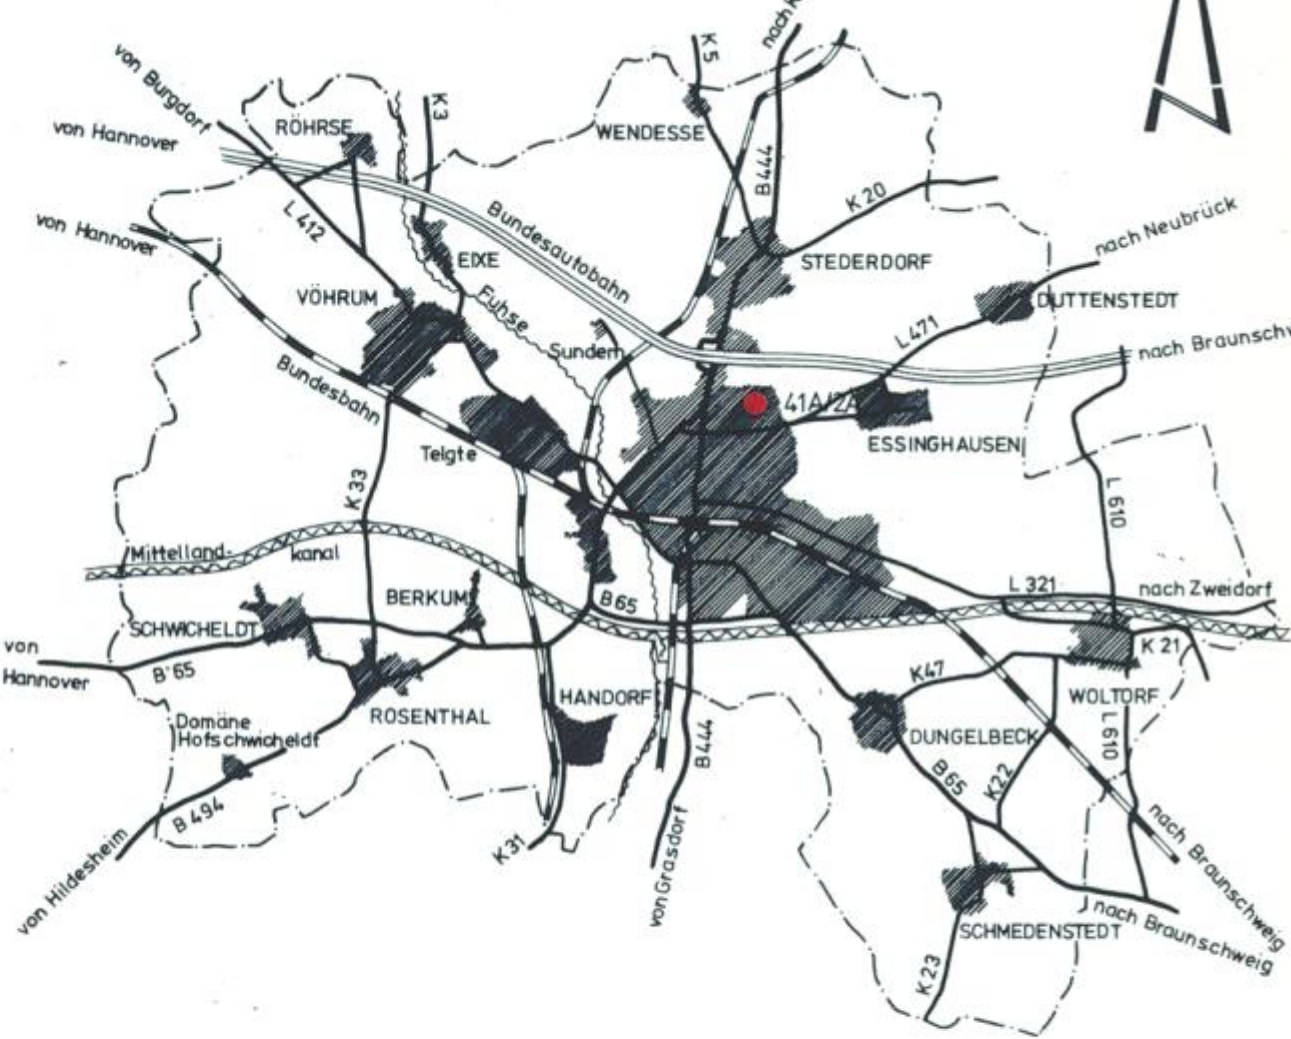 nach K
von Burgdorf
K5
K3
von Hannover
RÖHRSE
WENDESSE
B444
K 20
von Hannover
L 412
Bundesautobahn
nach Neubrück
EIXE
STEDERDORF
VÖHRUM
Fuhse
DUTTENSTEDT
L471
Sundern
nach Braunschw
Bundesbahn
41A/2A
ESSINGHAUSEN
Telgte
K 33
L 610
Mittelland-
kanal
L 321
nach Zweidorf
BERKUM
B 65
SCHWICHELDT
von
Hannover
B 65
K 21
K47
WOLTORF
HANDORF
ROSENTHAL
Domäne
Hofschwicheldt
B444
DUNGELBECK
L610
B 65
K22
B 494
K31
von Hildesheim
von Grasdorf
nach Braunschweig
nach Braunschweig
SCHMEDENSTEDT
K 23